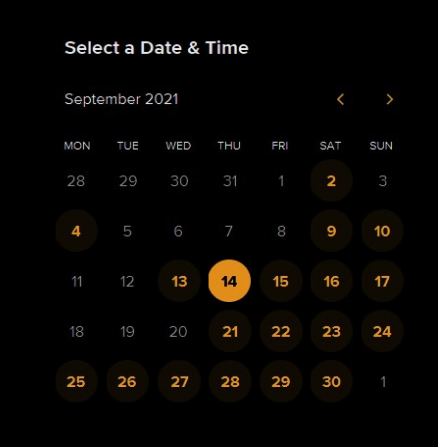 Select a Date & Time
September 2021
MON TUE WED THU FRI SAT SUN
28 29 30 31 1 2 3
4 5 6 7 8 9 10
11 12 13 14 15 16 17
18 19 20 21 22 23 24
25 26 27 28 29 30 1